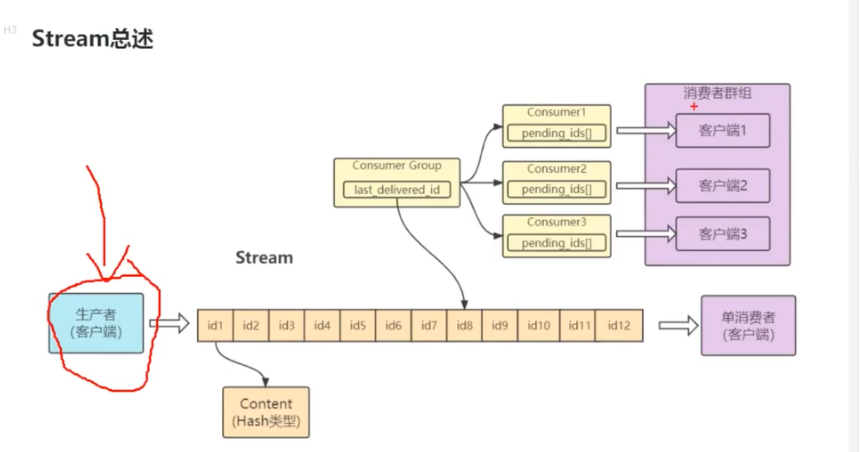 H3
Stream总述
消费者群组
Consumer1
pending_ids[]
客户端1
Consumer Group
last_delivered_id
Consumer2
pending_ids[]
客户端2
Consumer3
pending_ids[]
客户端3
Stream
生产者
(客户端)
id1 id2 id3 id4 id5 id6 id7 id8 id9 id10 id11 id12
单消费者
(客户端)
Content
(Hash类型)